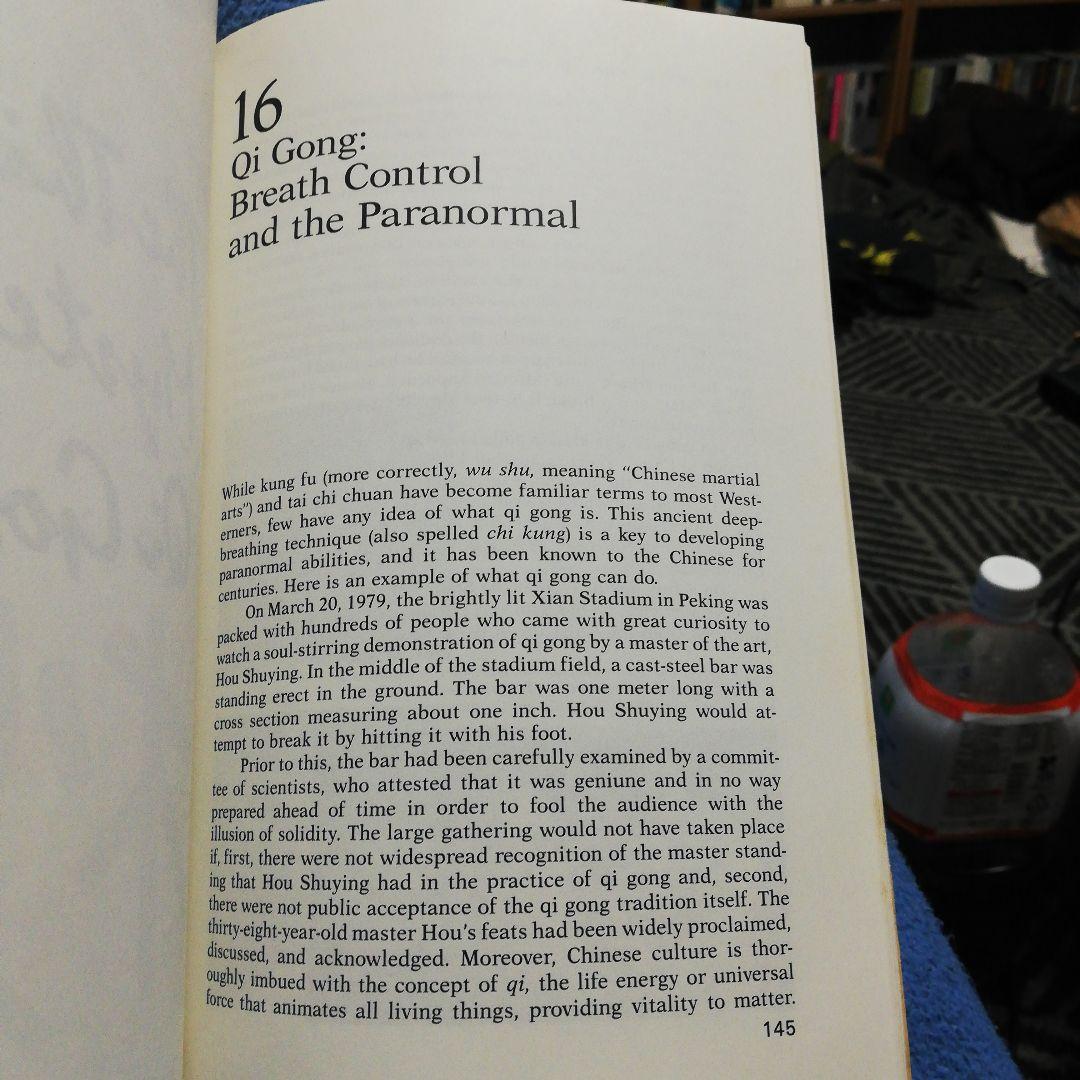 16
Qi Gong:
Breath Control
and the Paranormal
While kung fu (more correctly, wu shu, meaning “Chinese martial
arts”) and tai chi chuan have become familiar terms to most West-
erners, few have any idea of what qi gong is. This ancient deep-
breathing technique (also spelled chi kung) is a key to developing
paranormal abilities, and it has been known to the Chinese for
centuries. Here is an example of what qi gong can do.
On March 20, 1979, the brightly lit Xian Stadium in Peking was
packed with hundreds of people who came with great curiosity to
watch a soul-stirring demonstration of qi gong by a master of the art,
Hou Shuying. In the middle of the stadium field, a cast-steel bar was
standing erect in the ground. The bar was one meter long with a
cross section measuring about one inch. Hou Shuying would at-
tempt to break it by hitting it with his foot.
Prior to this, the bar had been carefully examined by a commit-
tee of scientists, who attested that it was geniune and in no way
prepared ahead of time in order to fool the audience with the
illusion of solidity. The large gathering would not have taken place
if, first, there were not widespread recognition of the master stand-
ing that Hou Shuying had in the practice of qi gong and, second,
there were not public acceptance of the qi gong tradition itself. The
thirty-eight-year-old master Hou’s feats had been widely proclaimed,
discussed, and acknowledged. Moreover, Chinese culture is thor-
oughly imbued with the concept of qi, the life energy or universal
force that animates all living things, providing vitality to matter.
145